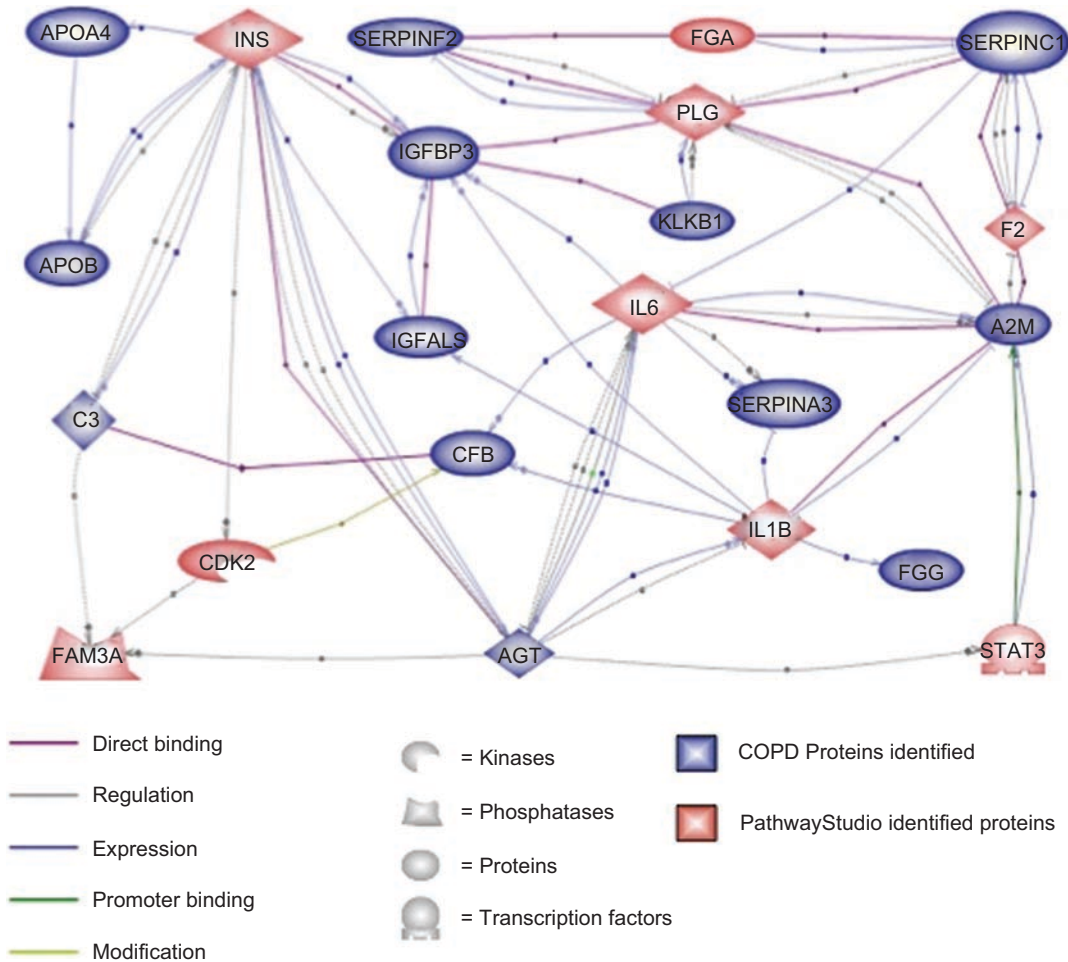 APOA4
INS
SERPINF2
FGA
SERPINC1
PLG
IGFBP3
KLKB1
F2
APOB
IL6
IGFALS
A2M
SERPINA3
C3
CFB
IL1B
CDK2
FGG
FAM3A
AGT
STAT3
Direct binding
Regulation
Expression
Promoter binding
Modification
= Kinases
= Phosphatases
= Proteins
= Transcription factors
COPD Proteins identified
PathwayStudio identified proteins